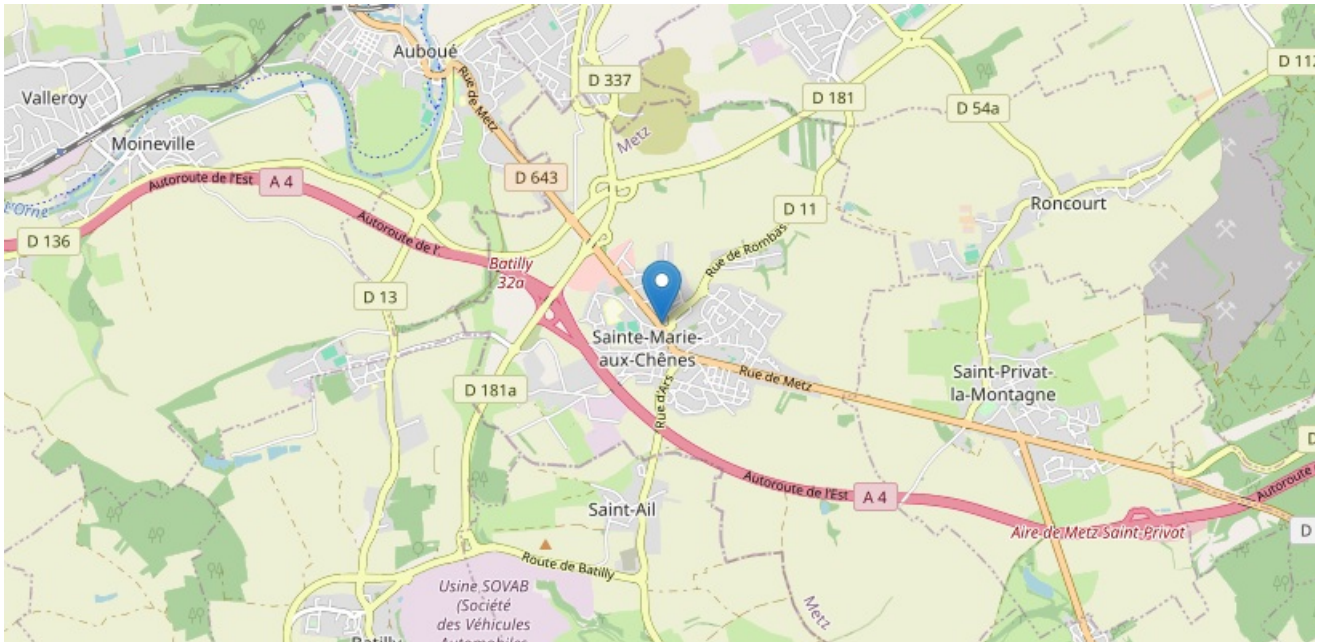 Auboué
Rue de Metz
D 337
D 112
Valleroy
D 181
D 54a
Metz
Moineville
D 643
Autoroute de l'Est
A 4
l'Orne
Roncourt
D 11
Autoroute de l'.
D 136
Rue de Rombas
Batilly
32a
D 13
Sainte-Marie-
aux-Chênes
Rue de Metz
Saint-Privat-
la-Montagne
D 181a
Rue d'Ars
Autoroute de l'Est
A 4
Autoroute
Saint-Ail
Aire de Metz-Saint-Privat
D
Route de Batilly
Usine SOVAB
(Société
des Véhicules
Metz